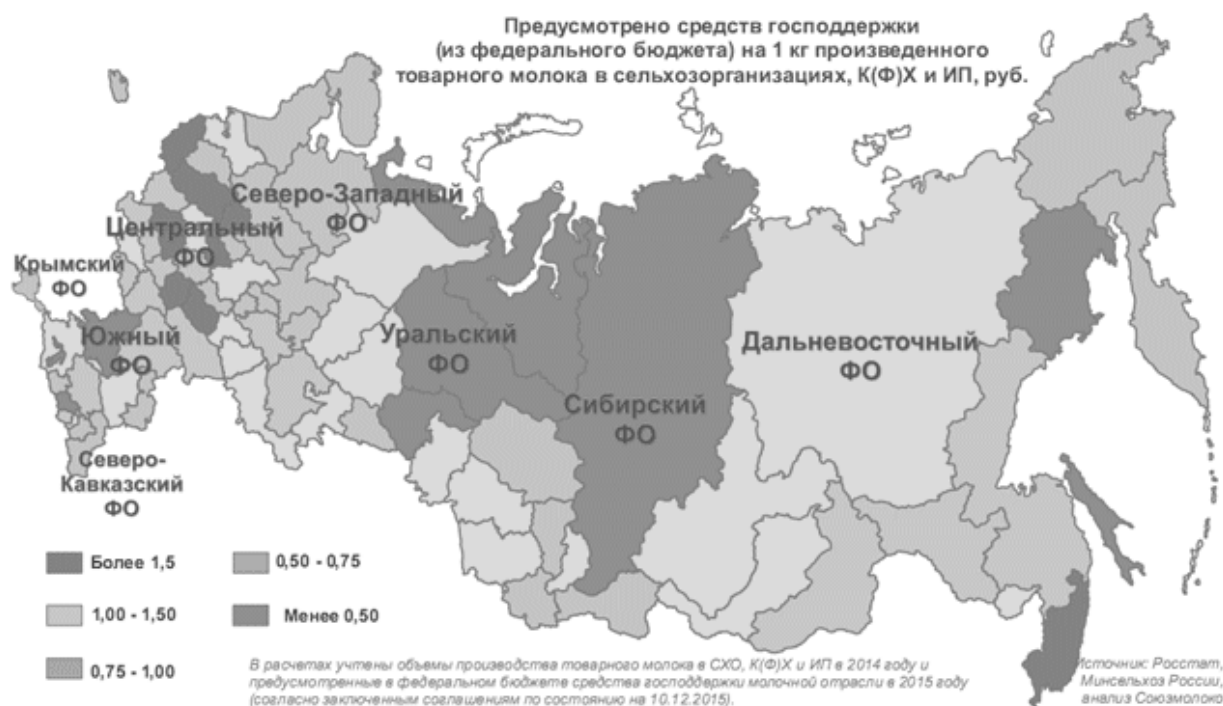 Предусмотрено средств господдержки
(из федерального бюджета) на 1 кг произведенного
товарного молока в сельхозорганизациях, К(Ф)Х и ИП, руб.
Северо-Западный
ФО
Центральный
ФО
Крымский
ФО
Южный
ФО
Уральский
ФО
Дальневосточный
ФО
Сибирский
ФО
Северо-
Кавказский
ФО
Более 1,5
0,50 - 0,75
1,00 - 1,50
Менее 0,50
0,75 - 1,00
В расчетах учтены объемы производства товарного молока в СХО, К(Ф)Х и ИП в 2014 году и
предусмотренные в федеральном бюджете средства господдержки молочной отрасли в 2015 году
(согласно заключенным соглашениям по состоянию на 10.12.2015).
Источник: Росстат,
Минсельхоз России,
анализ Союзмолоко